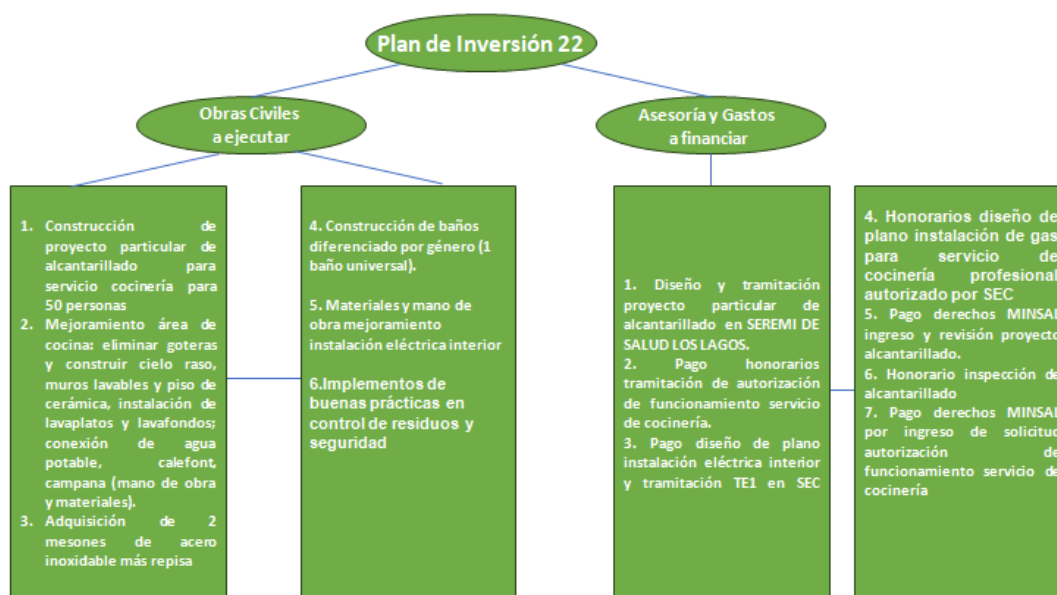 Plan de Inversión 22
Obras Civiles
a ejecutar
Asesoría y Gastos
a financiar
1. Construcción de
proyecto particular de
alcantarillado para
servicio cocinería para
50 personas
2. Mejoramiento área de
cocina: eliminar goteras
y construir cielo raso,
muros lavables y piso de
cerámica, instalación de
lavaplatos y lavafondos;
conexión de agua
potable, calefont,
campana (mano de obra
y materiales).
3. Adquisición de 2
mesones de acero
inoxidable más repisa
4. Construcción de baños
diferenciado por género (1
baño universal).
5. Materiales y mano de
obra mejoramiento
instalación eléctrica interior
6.Implementos de
buenas prácticas en
control de residuos y
seguridad
1. Diseño y tramitación
proyecto particular de
alcantarillado en SEREMI DE
SALUD LOS LAGOS.
2. Pago honorarios
tramitación de autorización
de funcionamiento servicio
de cocinería.
3. Pago diseño de plano
instalación eléctrica interior
y tramitación TE1 en SEC
4. Honorarios diseño de
plano instalación de gas
para servicio de
cocinería profesional
autorizado por SEC
5. Pago derechos MINSAL
ingreso y revisión proyecto
alcantarillado.
6. Honorario inspección de
alcantarillado
7. Pago derechos MINSAL
por ingreso de solicitud
autorización de
funcionamiento servicio de
cocinería